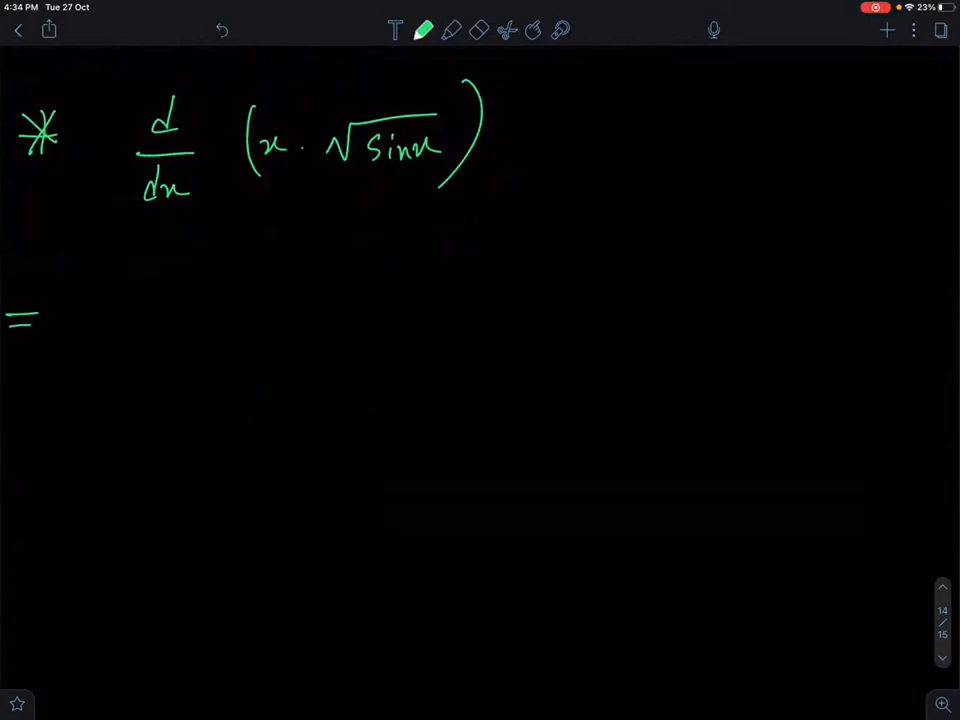 4:34 PM Tue 27 Oct
23%
T
* d/dx (x · √sinx)
=
14
/
15